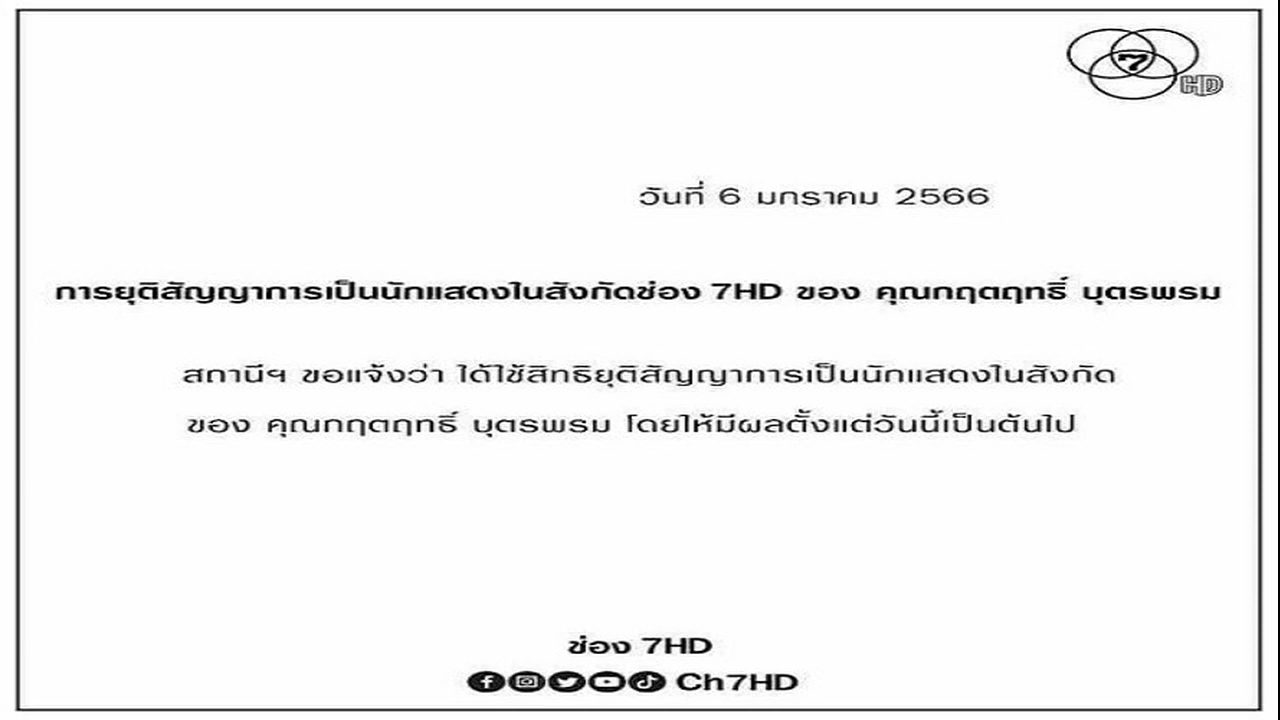 7 HD
วันที่ 6 มกราคม 2566
การยุติสัญญาการเป็นนักแสดงในสังกัดช่อง 7HD ของ คุณกฤตฤทธิ์ บุตรพรม
สถานีฯ ขอแจ้งว่า ได้ใช้สิทธิยุติสัญญาการเป็นนักแสดงในสังกัด
ของ คุณกฤตฤทธิ์ บุตรพรม โดยให้มีผลตั้งแต่วันนี้เป็นต้นไป
ช่อง 7HD
Ch7HD